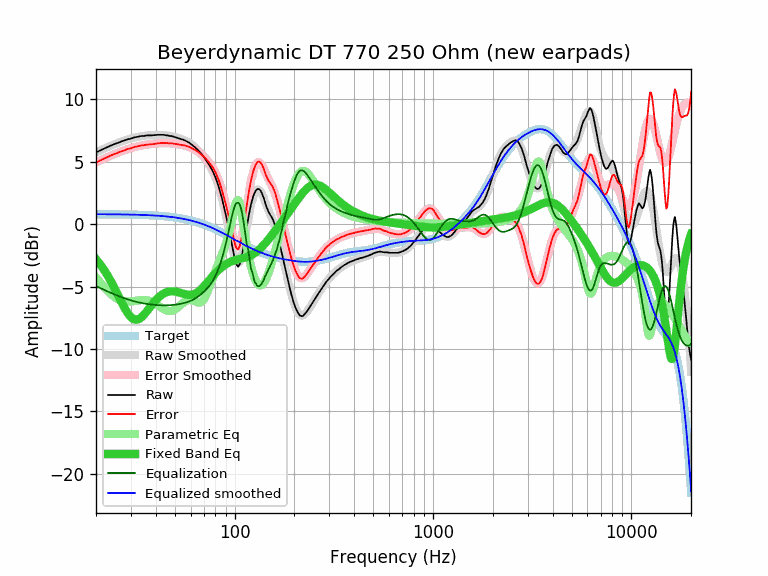 Beyerdynamic DT 770 250 Ohm (new earpads)
10
5
0
−5
−10
−15
−20
Amplitude (dBr)
Target
Raw Smoothed
Error Smoothed
Raw
Error
Parametric Eq
Fixed Band Eq
Equalization
Equalized smoothed
100
1000
10000
Frequency (Hz)